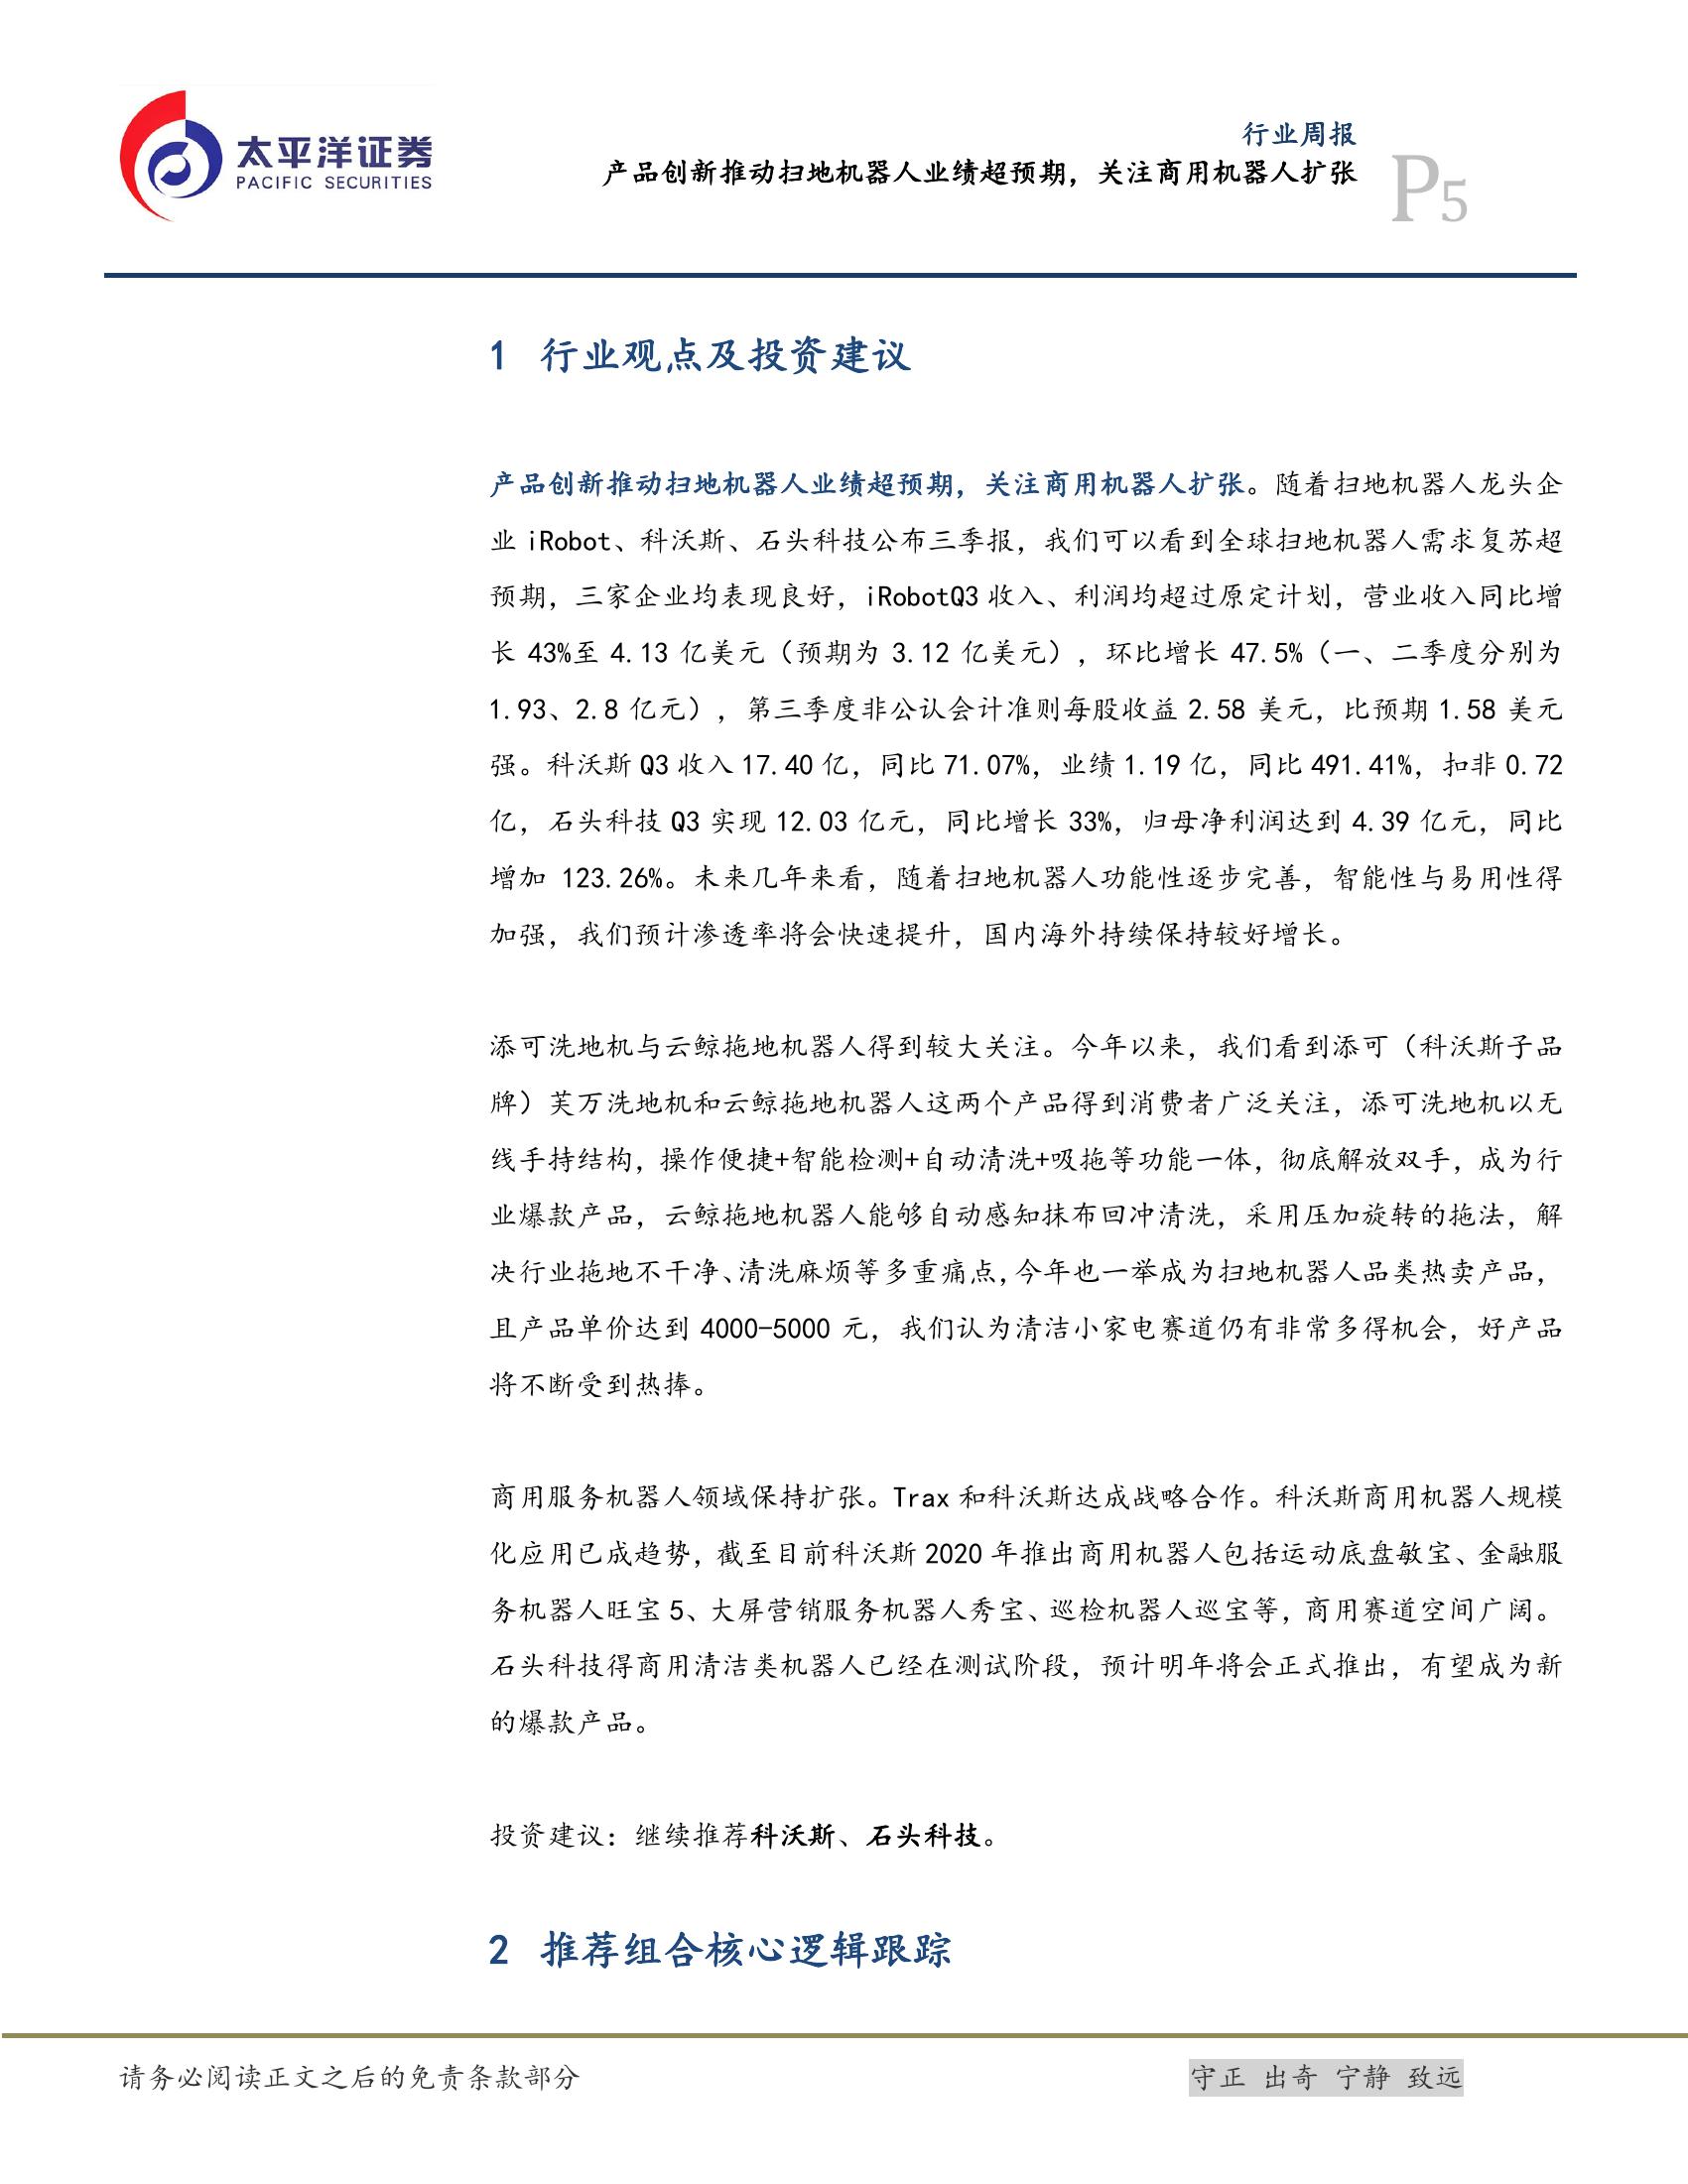 太平洋证券
PACIFIC SECURITIES
行业周报
产品创新推动扫地机器人业绩超预期，关注商用机器人扩张
P5
1 行业观点及投资建议
产品创新推动扫地机器人业绩超预期，关注商用机器人扩张。随着扫地机器人龙头企
业 iRobot、科沃斯、石头科技公布三季报，我们可以看到全球扫地机器人需求复苏超
预期，三家企业均表现良好，iRobotQ3 收入、利润均超过原定计划，营业收入同比增
长 43%至 4.13 亿美元（预期为 3.12 亿美元），环比增长 47.5%（一、二季度分别为
1.93、2.8 亿元），第三季度非公认会计准则每股收益 2.58 美元，比预期 1.58 美元
强。科沃斯 Q3 收入 17.40 亿，同比 71.07%，业绩 1.19 亿，同比 491.41%，扣非 0.72
亿，石头科技 Q3 实现 12.03 亿元，同比增长 33%，归母净利润达到 4.39 亿元，同比
增加 123.26%。未来几年来看，随着扫地机器人功能性逐步完善，智能性与易用性得
加强，我们预计渗透率将会快速提升，国内海外持续保持较好增长。
添可洗地机与云鲸拖地机器人得到较大关注。今年以来，我们看到添可（科沃斯子品
牌）芙万洗地机和云鲸拖地机器人这两个产品得到消费者广泛关注，添可洗地机以无
线手持结构，操作便捷+智能检测+自动清洗+吸拖等功能一体，彻底解放双手，成为行
业爆款产品，云鲸拖地机器人能够自动感知抹布回冲清洗，采用压加旋转的拖法，解
决行业拖地不干净、清洗麻烦等多重痛点，今年也一举成为扫地机器人品类热卖产品，
且产品单价达到 4000-5000 元，我们认为清洁小家电赛道仍有非常多得机会，好产品
将不断受到热捧。
商用服务机器人领域保持扩张。Trax 和科沃斯达成战略合作。科沃斯商用机器人规模
化应用已成趋势，截至目前科沃斯 2020 年推出商用机器人包括运动底盘敏宝、金融服
务机器人旺宝 5、大屏营销服务机器人秀宝、巡检机器人巡宝等，商用赛道空间广阔。
石头科技得商用清洁类机器人已经在测试阶段，预计明年将会正式推出，有望成为新
的爆款产品。
投资建议：继续推荐科沃斯、石头科技。
2 推荐组合核心逻辑跟踪
请务必阅读正文之后的免责条款部分
守正 出奇 宁静 致远